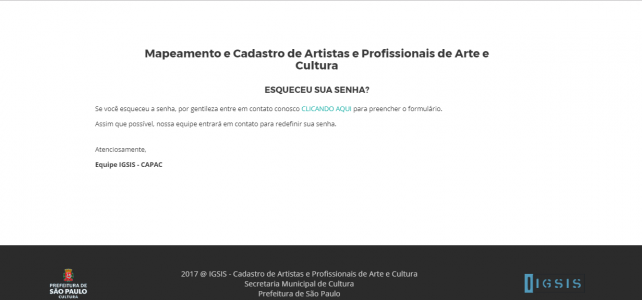 Mapeamento e Cadastro de Artistas e Profissionais de Arte e
Cultura
ESQUECEU SUA SENHA?
Se você esqueceu a senha, por gentileza entre em contato conosco CLICANDO AQUI para preencher o formulário.
Assim que possível, nossa equipe entrará em contato para redefinir sua senha.
Atenciosamente,
Equipe IGSIS - CAPAC
2017 @ IGSIS - Cadastro de Artistas e Profissionais de Arte e Cultura
Secretaria Municipal de Cultura
Prefeitura de São Paulo
PREFEITURA DE
SÃO PAULO
CULTURA
IGSIS